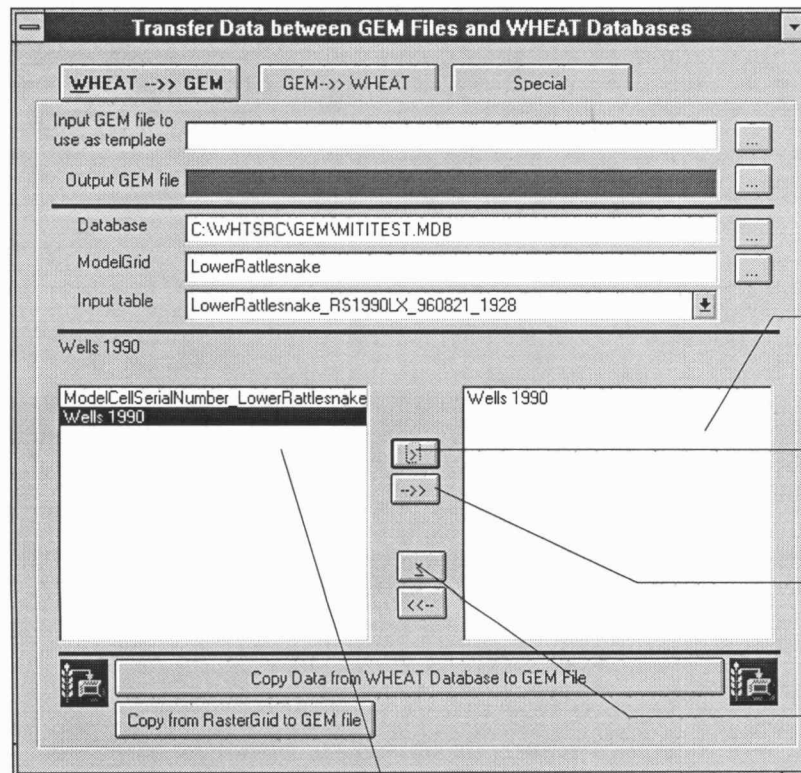 Transfer Data between GEM Files and WHEAT Databases
WHEAT -->> GEM
GEM-->> WHEAT
Special
Input GEM file to
use as template
...
Output GEM file
...
Database
C:\WHTSRC\GEM\MITITEST.MDB
...
ModelGrid
LowerRattlesnake
...
Input table
LowerRattlesnake_RS1990LX_960821_1928
Wells 1990
ModelCellSerialNumber_LowerRattlesnake
Wells 1990
Wells 1990
-->>
<<--
Copy Data from WHEAT Database to GEM File
Copy from RasterGrid to GEM file